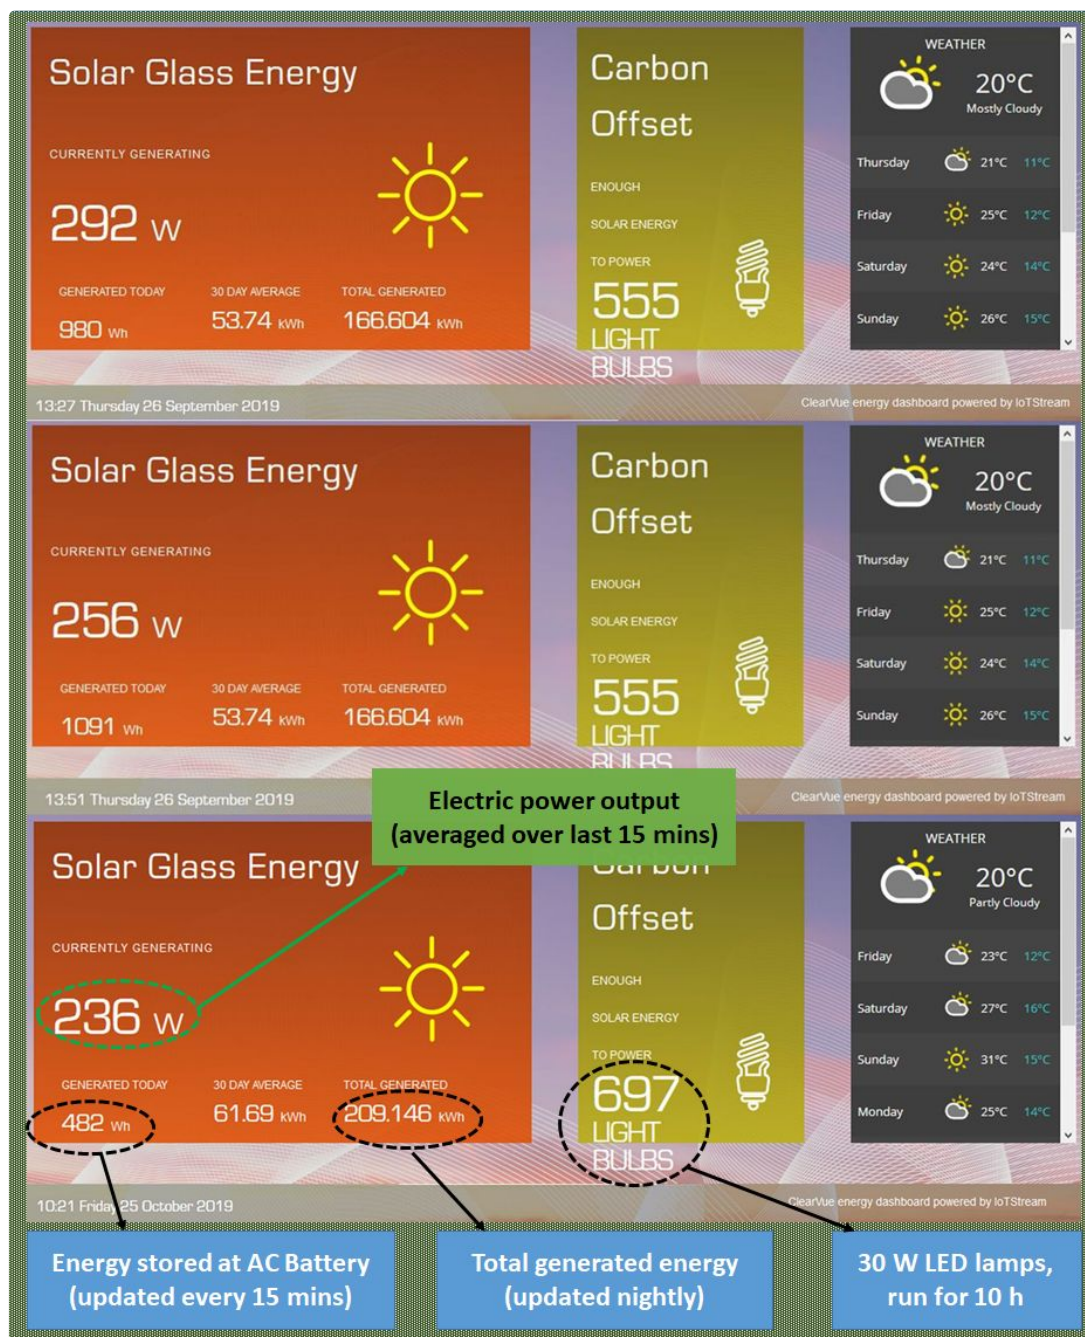 Solar Glass Energy
CURRENTLY GENERATING
292 W
GENERATED TODAY 30 DAY AVERAGE TOTAL GENERATED
980 Wh 53.74 kWh 166.604 kWh
Carbon
Offset
ENOUGH
SOLAR ENERGY
TO POWER
555
LIGHT
BULBS
WEATHER
20°C
Mostly Cloudy
Thursday 21°C 11°C
Friday 25°C 12°C
Saturday 24°C 14°C
Sunday 26°C 15°C
13:27 Thursday 26 September 2019
ClearVue energy dashboard powered by IoTStream
Solar Glass Energy
CURRENTLY GENERATING
256 W
GENERATED TODAY 30 DAY AVERAGE TOTAL GENERATED
1091 Wh 53.74 kWh 166.604 kWh
Carbon
Offset
ENOUGH
SOLAR ENERGY
TO POWER
555
LIGHT
BULBS
WEATHER
20°C
Mostly Cloudy
Thursday 21°C 11°C
Friday 25°C 12°C
Saturday 24°C 14°C
Sunday 26°C 15°C
13:51 Thursday 26 September 2019
ClearVue energy dashboard powered by IoTStream
Electric power output
(averaged over last 15 mins)
Solar Glass Energy
CURRENTLY GENERATING
236 W
GENERATED TODAY 30 DAY AVERAGE TOTAL GENERATED
482 Wh 61.69 kWh 209.146 kWh
Carbon
Offset
ENOUGH
SOLAR ENERGY
TO POWER
697
LIGHT
BULBS
WEATHER
20°C
Partly Cloudy
Friday 23°C 12°C
Saturday 27°C 16°C
Sunday 31°C 15°C
Monday 25°C 14°C
10:21 Friday 25 October 2019
ClearVue energy dashboard powered by IoTStream
Energy stored at AC Battery
(updated every 15 mins)
Total generated energy
(updated nightly)
30 W LED lamps,
run for 10 h